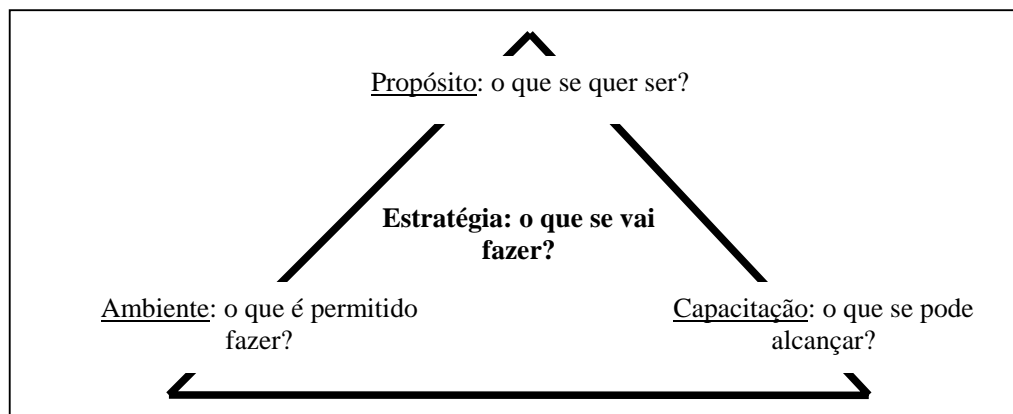 Propósito: o que se quer ser?
Estratégia: o que se vai
fazer?
Ambiente: o que é permitido
fazer?
Capacitação: o que se pode
alcançar?